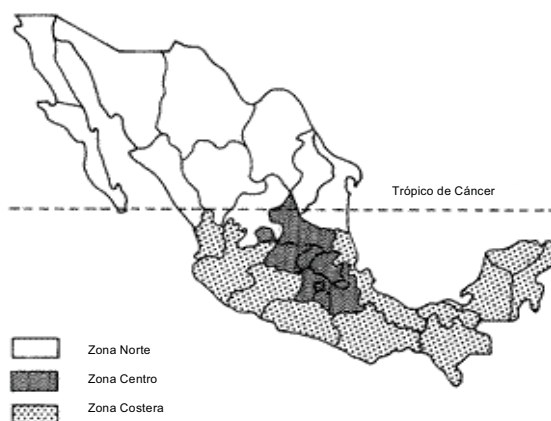 Trópico de Cáncer
Zona Norte
Zona Centro
Zona Costera